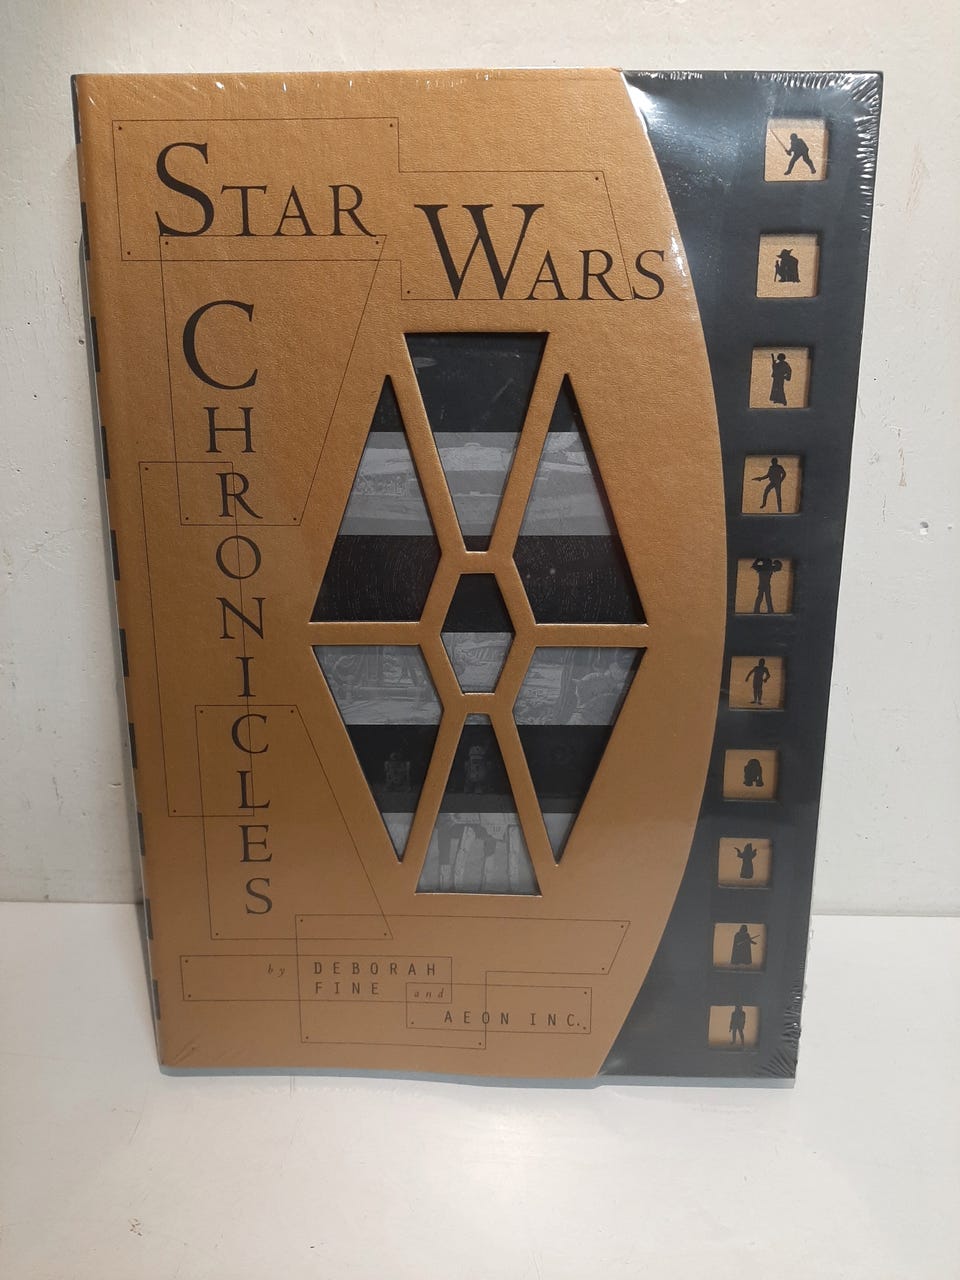 STAR
WARS
CHRONICLES
by DEBORAH
FINE and
AEON INC.